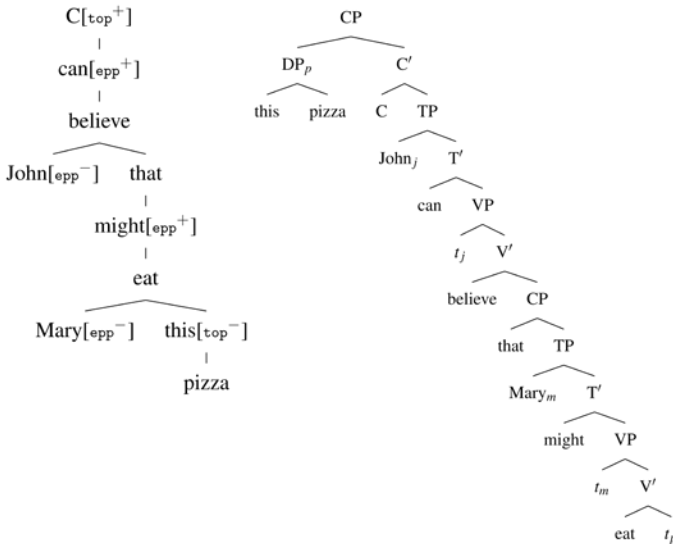 C[top⁺]
can[epp⁺]
believe
John[epp⁻] that
might[epp⁺]
eat
Mary[epp⁻] this[top⁻]
pizza
CP
DPₚ C′
this pizza C TP
Johnⱼ T′
can VP
tⱼ V′
believe CP
that TP
Maryₘ T′
might VP
tₘ V′
eat t